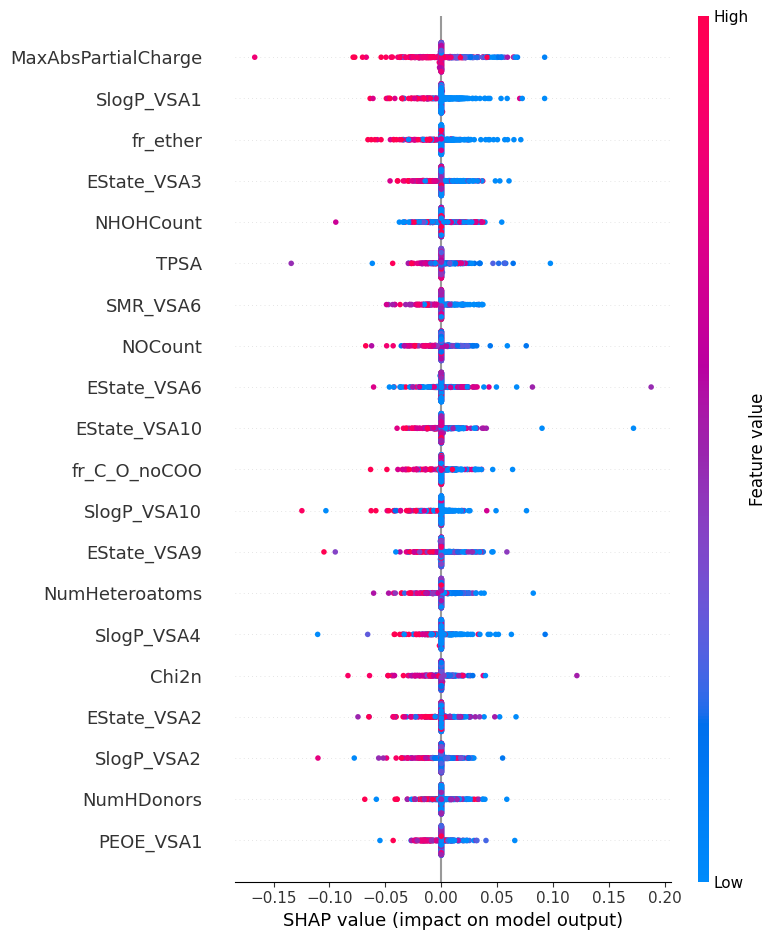 High
MaxAbsPartialCharge
SlogP_VSA1
fr_ether
EState_VSA3
NHOHCount
TPSA
SMR_VSA6
NOCount
EState_VSA6
EState_VSA10
fr_C_O_noCOO
SlogP_VSA10
EState_VSA9
NumHeteroatoms
SlogP_VSA4
Chi2n
EState_VSA2
SlogP_VSA2
NumHDonors
PEOE_VSA1
Feature value
Low
−0.15 −0.10 −0.05 0.00 0.05 0.10 0.15 0.20
SHAP value (impact on model output)